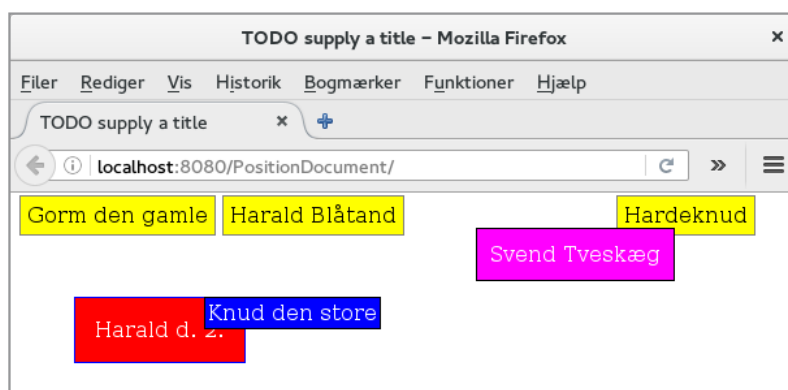 TODO supply a title – Mozilla Firefox ×
Filer Rediger Vis Historik Bogmærker Funktioner Hjælp
TODO supply a title ×
localhost:8080/PositionDocument/ »
Gorm den gamle Harald Blåtand Hardeknud
Svend Tveskæg
Knud den store
Harald d. 2.